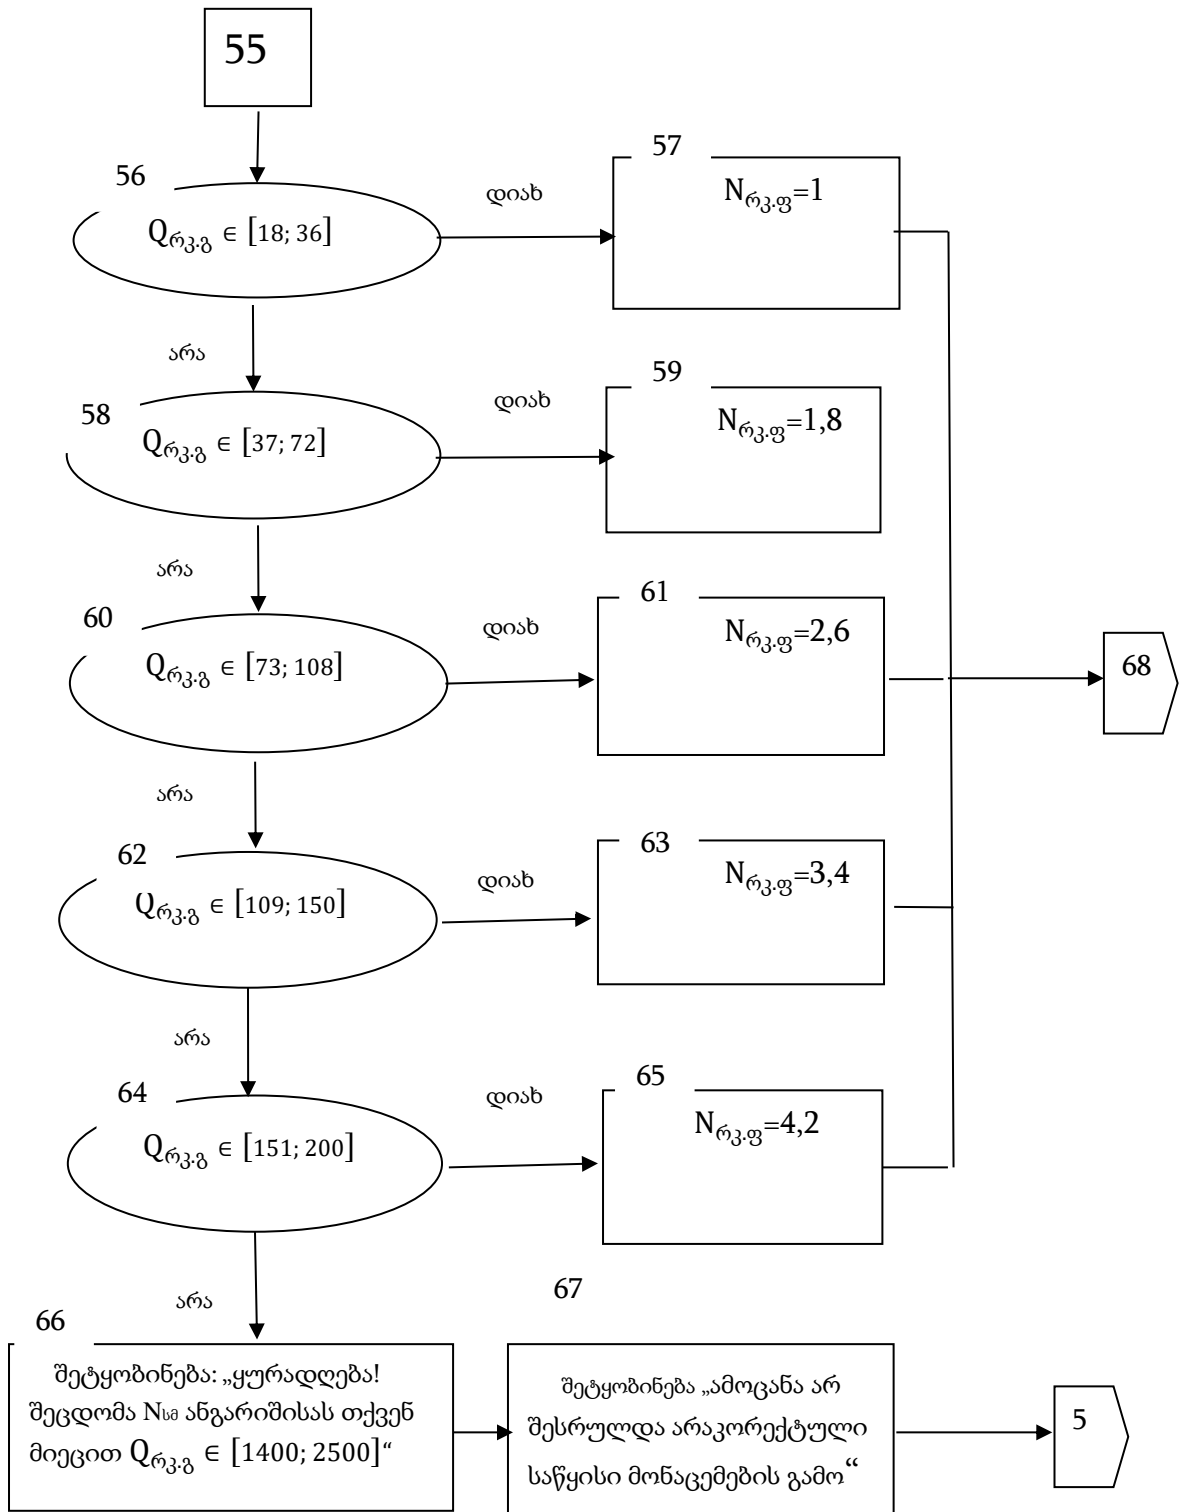 55
56
57
Qრკ.გ ∈ [18; 36]
დიახ
Nრკ.ფ=1
არა
58
59
Qრკ.გ ∈ [37; 72]
დიახ
Nრკ.ფ=1,8
არა
60
61
Qრკ.გ ∈ [73; 108]
დიახ
Nრკ.ფ=2,6
68
არა
62
63
Qრკ.გ ∈ [109; 150]
დიახ
Nრკ.ფ=3,4
არა
64
65
Qრკ.გ ∈ [151; 200]
დიახ
Nრკ.ფ=4,2
არა
66
67
შეტყობინება: „ყურადღება!
შეცდომა Nსმ ანგარიშისას თქვენ
მიეცით Qრკ.გ ∈ [1400; 2500]“
შეტყობინება „ამოცანა არ
შესრულდა არაკორექტული
საწყისი მონაცემების გამო“
5